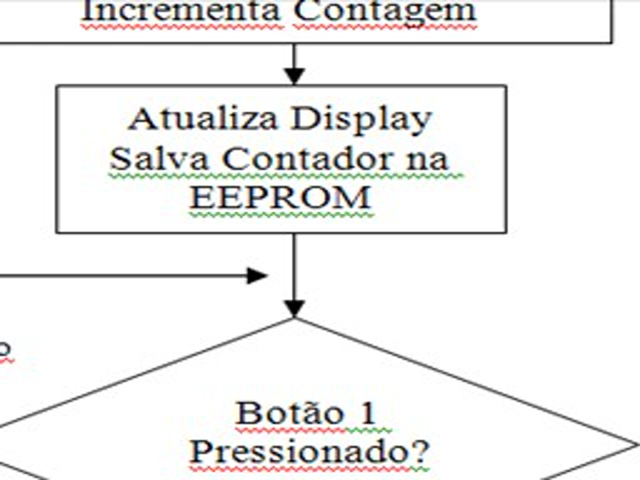 Incrementa Contagem
Atualiza Display
Salva Contador na
EEPROM
o
Botão 1
Pressionado?